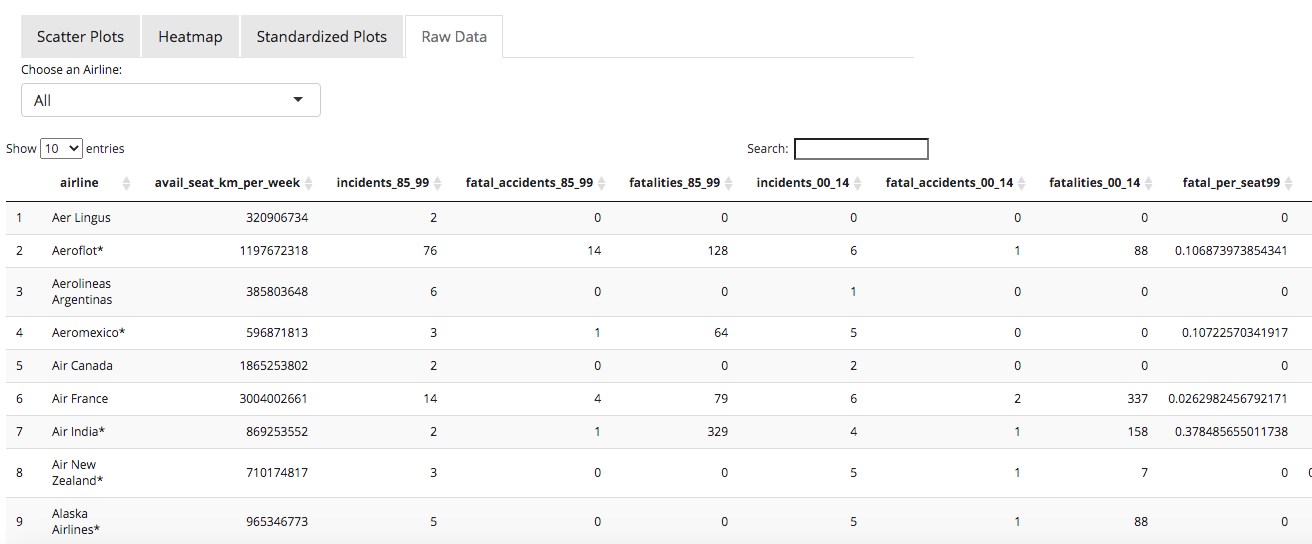 Scatter Plots Heatmap Standardized Plots Raw Data
Choose an Airline:
All
Show 10 entries Search:
airline avail_seat_km_per_week incidents_85_99 fatal_accidents_85_99 fatalities_85_99 incidents_00_14 fatal_accidents_00_14 fatalities_00_14 fatal_per_seat99
1 Aer Lingus 320906734 2 0 0 0 0 0 0
2 Aeroflot* 1197672318 76 14 128 6 1 88 0.106873973854341
3 Aerolineas
Argentinas 385803648 6 0 0 1 0 0 0
4 Aeromexico* 596871813 3 1 64 5 0 0 0.10722570341917
5 Air Canada 1865253802 2 0 0 2 0 0 0
6 Air France 3004002661 14 4 79 6 2 337 0.0262982456792171
7 Air India* 869253552 2 1 329 4 1 158 0.378485655011738
8 Air New
Zealand* 710174817 3 0 0 5 1 7 0
9 Alaska
Airlines* 965346773 5 0 0 5 1 88 0